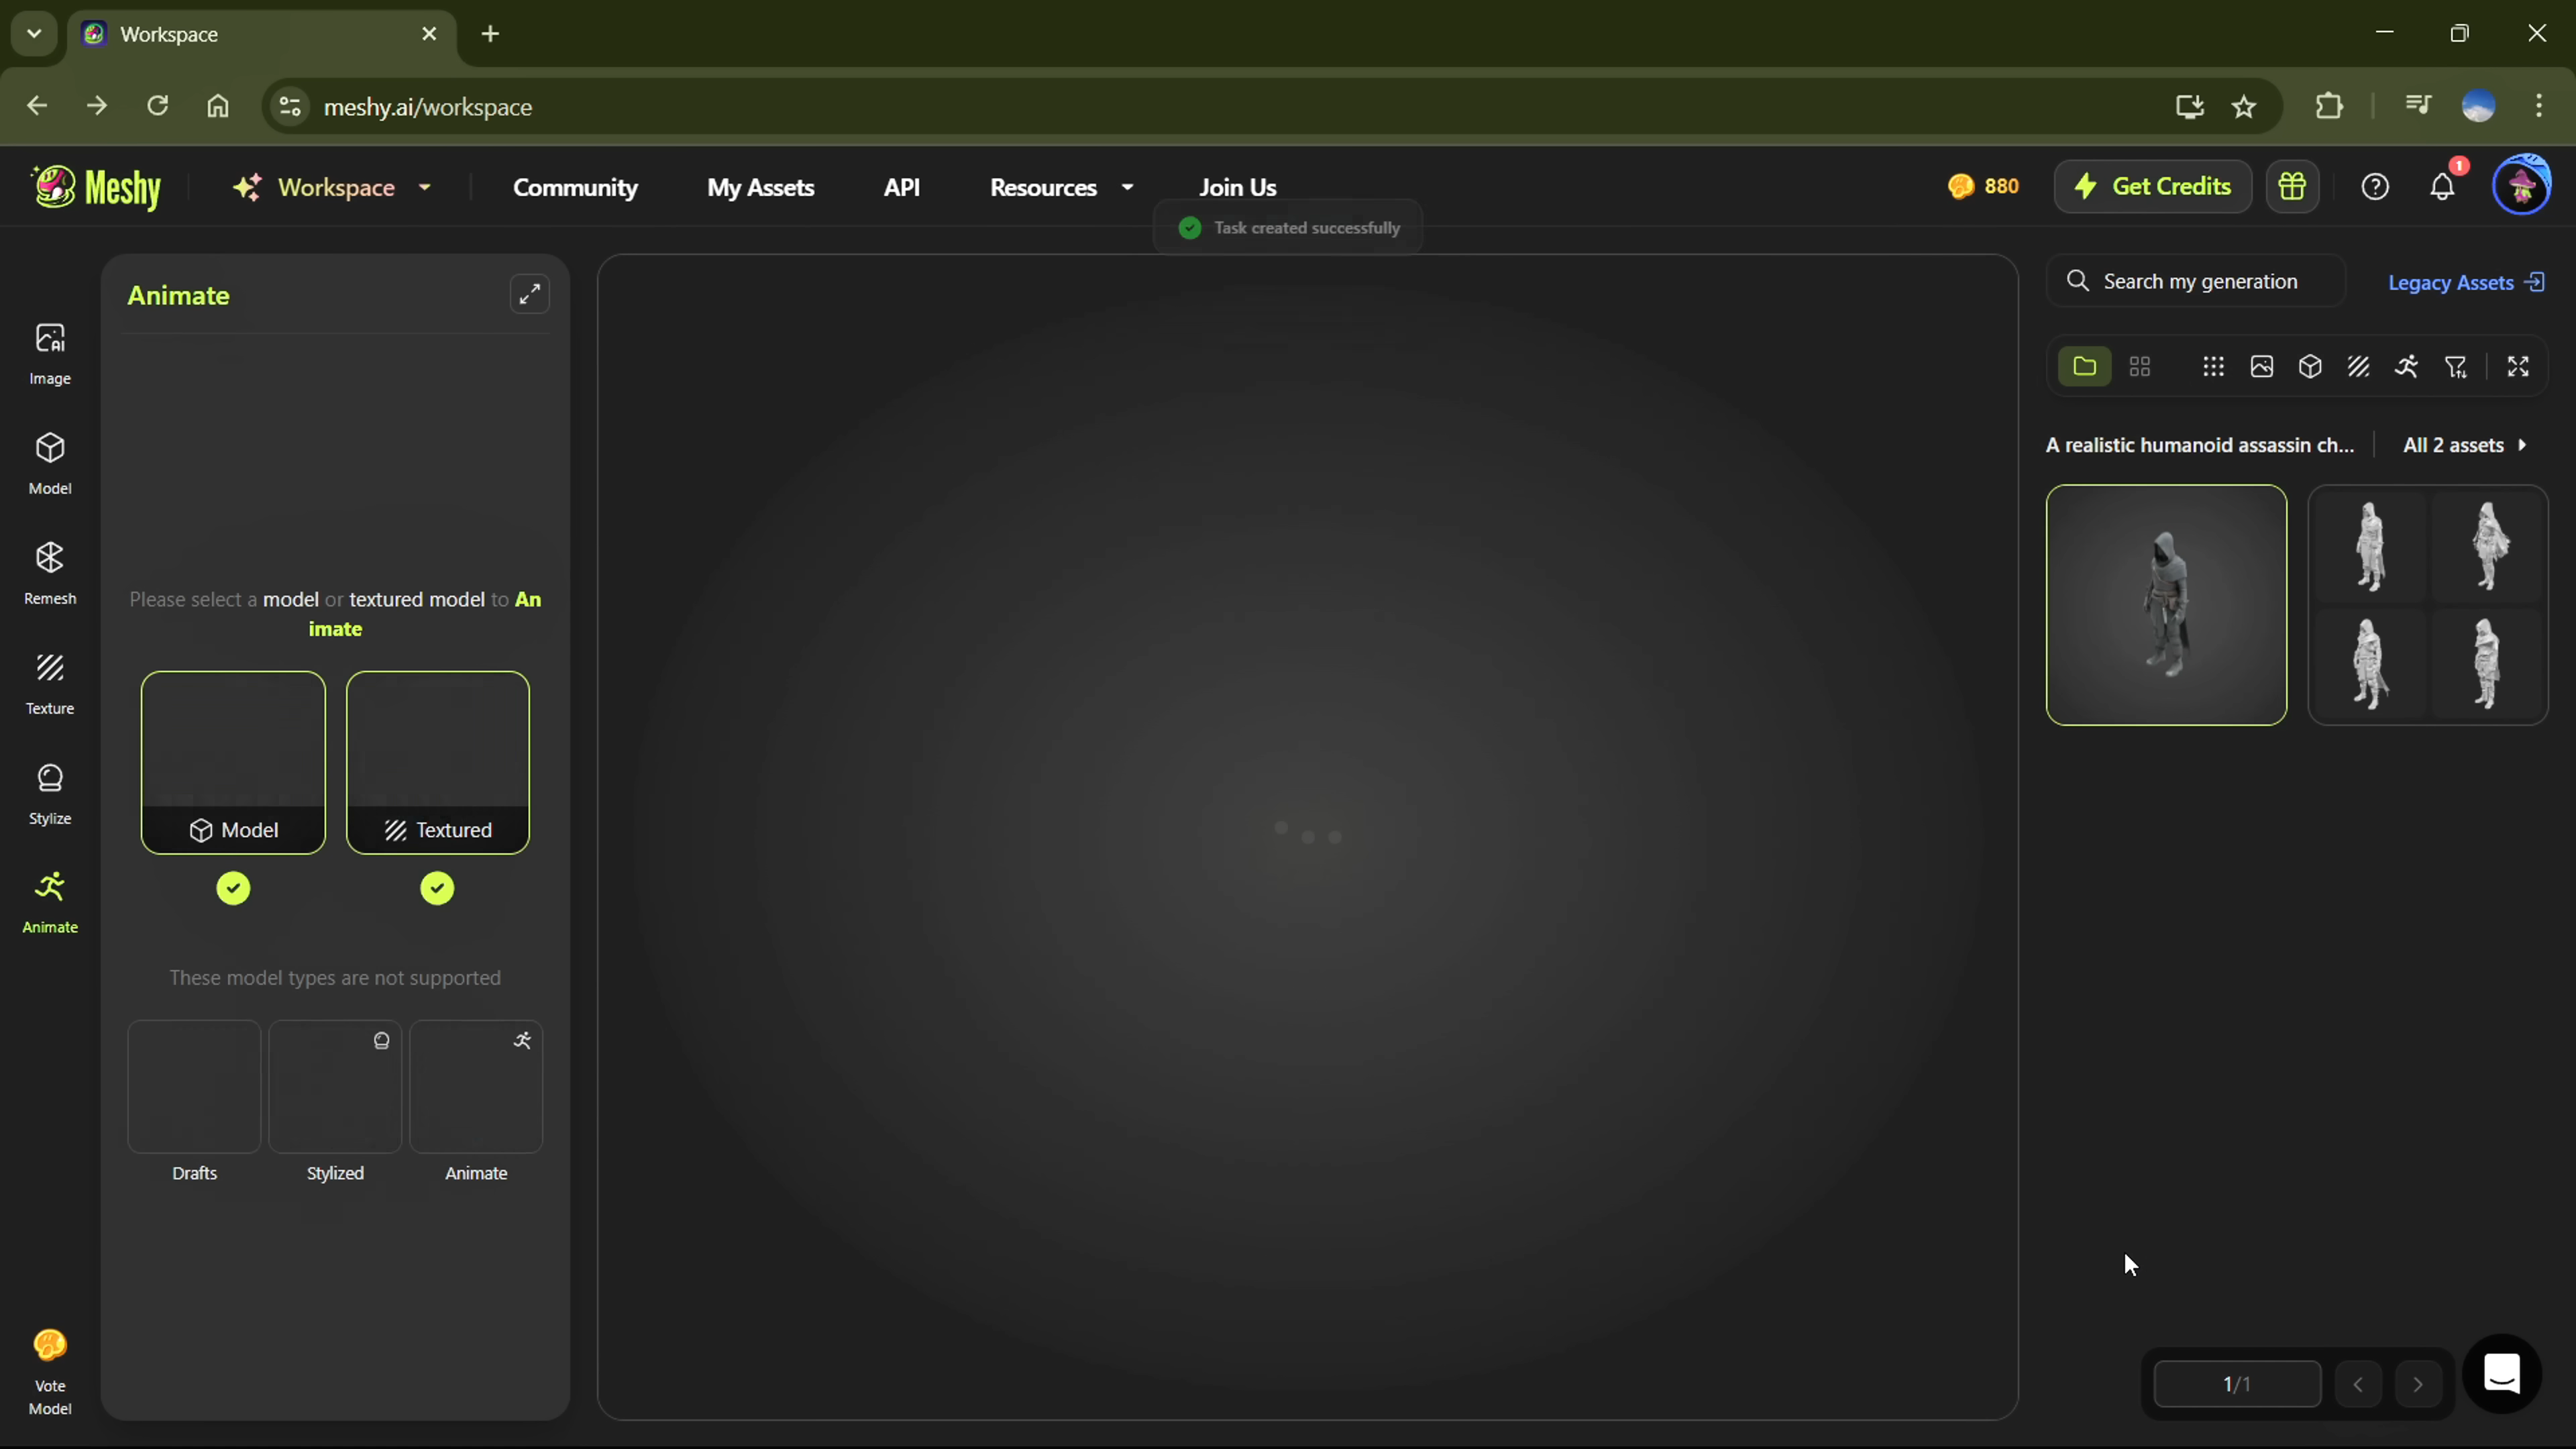 Workspace
meshy.ai/workspace
Meshy
Workspace
Community
My Assets
API
Resources
Join Us
880
Get Credits
1
Task created successfully
Animate
Search my generation
Legacy Assets
Image
Model
Remesh
Texture
Stylize
Animate
Vote
Model
Please select a model or textured model to An
imate
Model
Textured
These model types are not supported
Drafts
Stylized
Animate
A realistic humanoid assassin ch...
All 2 assets
1/1